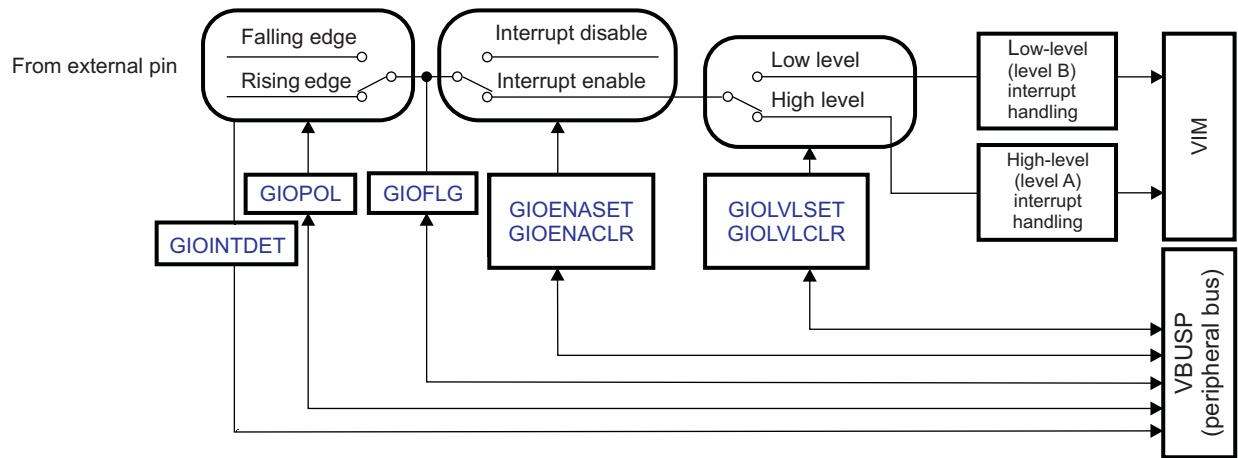 From external pin
Falling edge
Rising edge
Interrupt disable
Interrupt enable
Low level
High level
Low-level
(level B)
interrupt
handling
High-level
(level A)
interrupt
handling
VIM
GIOPOL
GIOFLG
GIOENASET
GIOENACLR
GIOLVLSET
GIOLVLCLR
GIOINTDET
VBUSP
(peripheral bus)